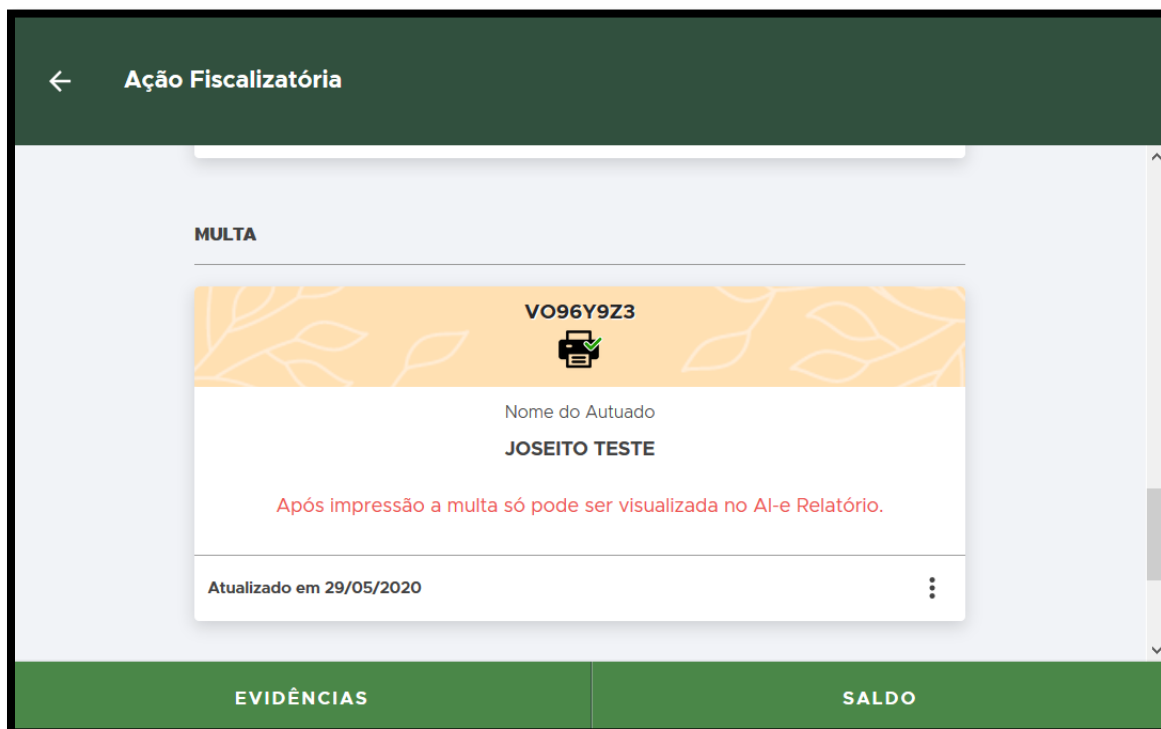 Ação Fiscalizatória
MULTA
VO96Y9Z3
Nome do Autuado
JOSEITO TESTE
Após impressão a multa só pode ser visualizada no AI-e Relatório.
Atualizado em 29/05/2020
EVIDÊNCIAS
SALDO